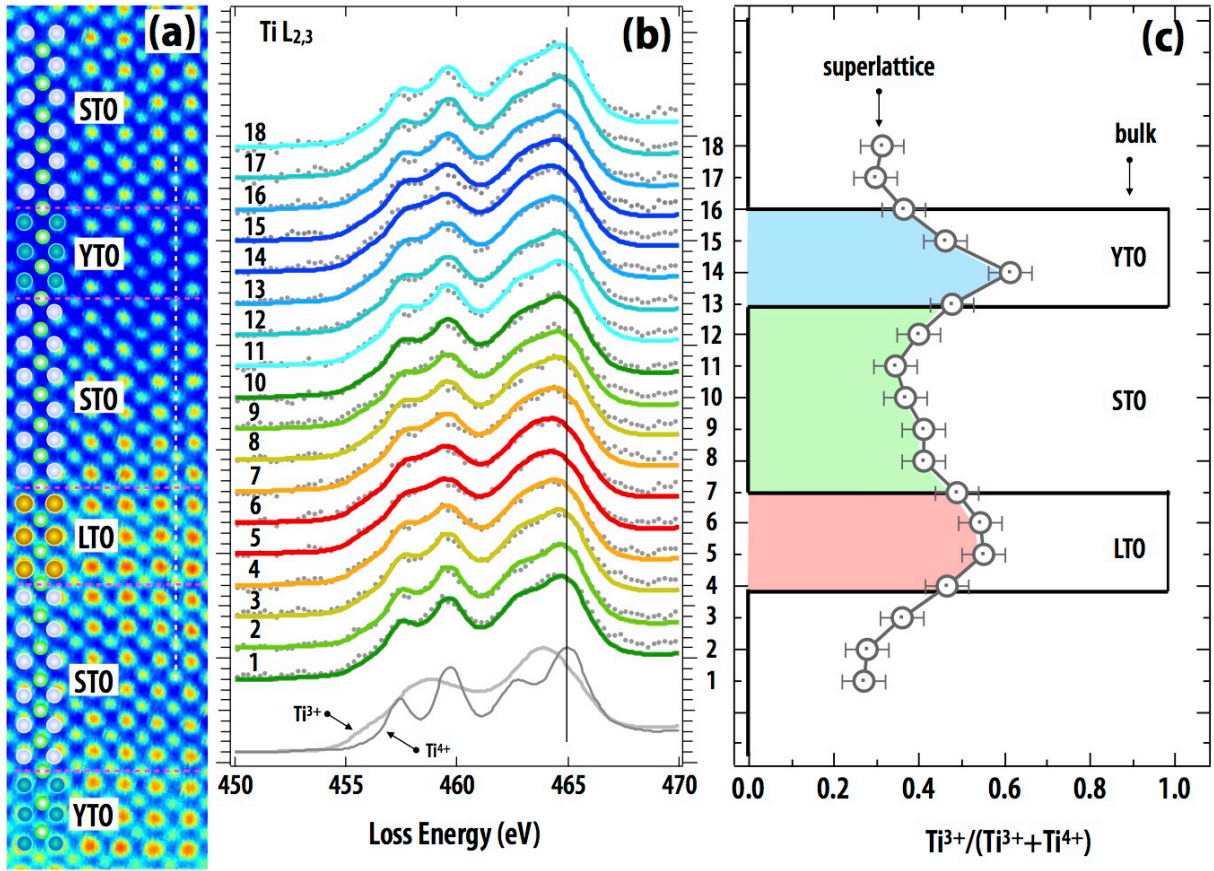 (a)
STO
YTO
STO
LTO
STO
YTO
(b)
Ti L2,3
18
17
16
15
14
13
12
11
10
9
8
7
6
5
4
3
2
1
Ti3+
Ti4+
450 455 460 465 470
Loss Energy (eV)
(c)
superlattice
bulk
18
17
16
15
14
13
12
11
10
9
8
7
6
5
4
3
2
1
YTO
STO
LTO
0.0 0.2 0.4 0.6 0.8 1.0
Ti3+/(Ti3++Ti4+)